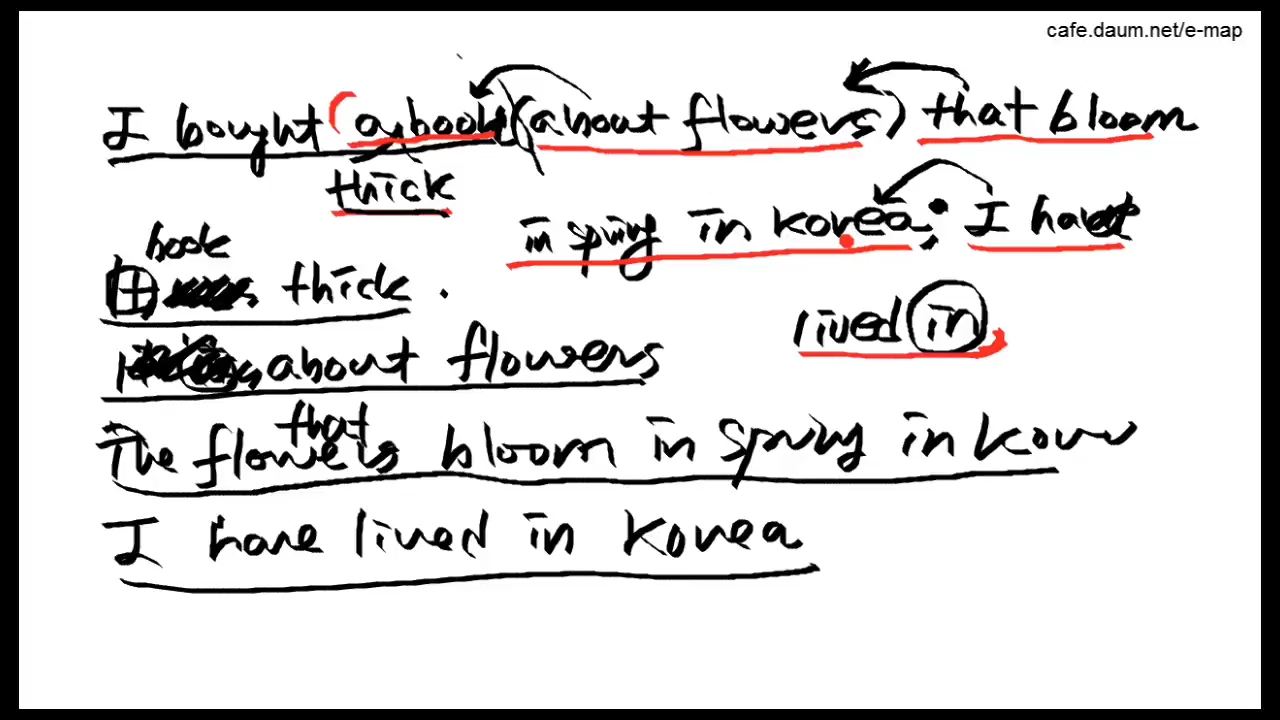 cafe.daum.net/e-map
I bought (a book (about flowers) that bloom
thick
in spring in korea, I have
book
thick.
lived in.
about flowers
that
The flowers bloom in spring in
I have lived in korea